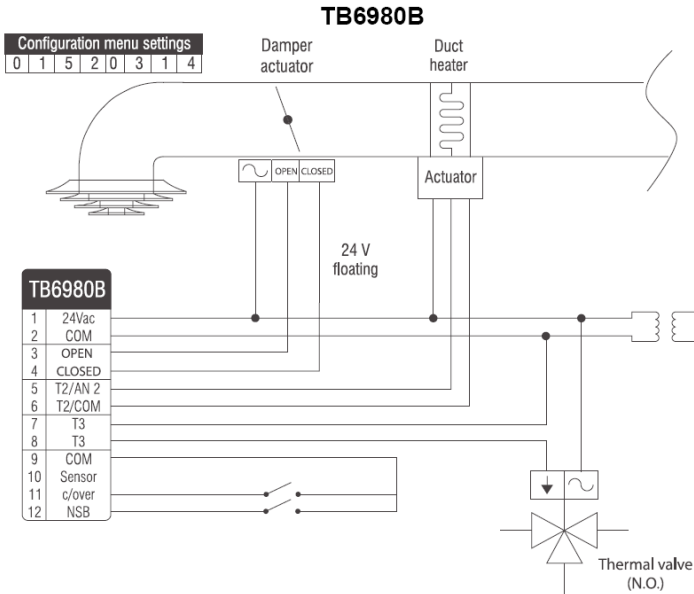 TB6980B
Configuration menu settings
0 1 5 2 0 3 1 4
Damper
actuator
Duct
heater
OPEN CLOSED
Actuator
24 V
floating
TB6980B
1 24Vac
2 COM
3 OPEN
4 CLOSED
5 T2/AN 2
6 T2/COM
7 T3
8 T3
9 COM
10 Sensor
11 c/over
12 NSB
Thermal valve
(N.O.)